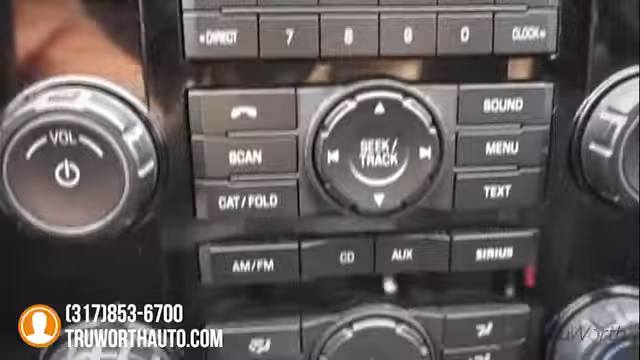 DIRECT 7 8 9 0 CLOCK
SOUND
VOL
SCAN SEEK/ MENU
TRACK
CAT/FOLD TEXT
AM/FM CD AUX SIRIUS
(317)853-6700
TRUWORTHAUTO.COM